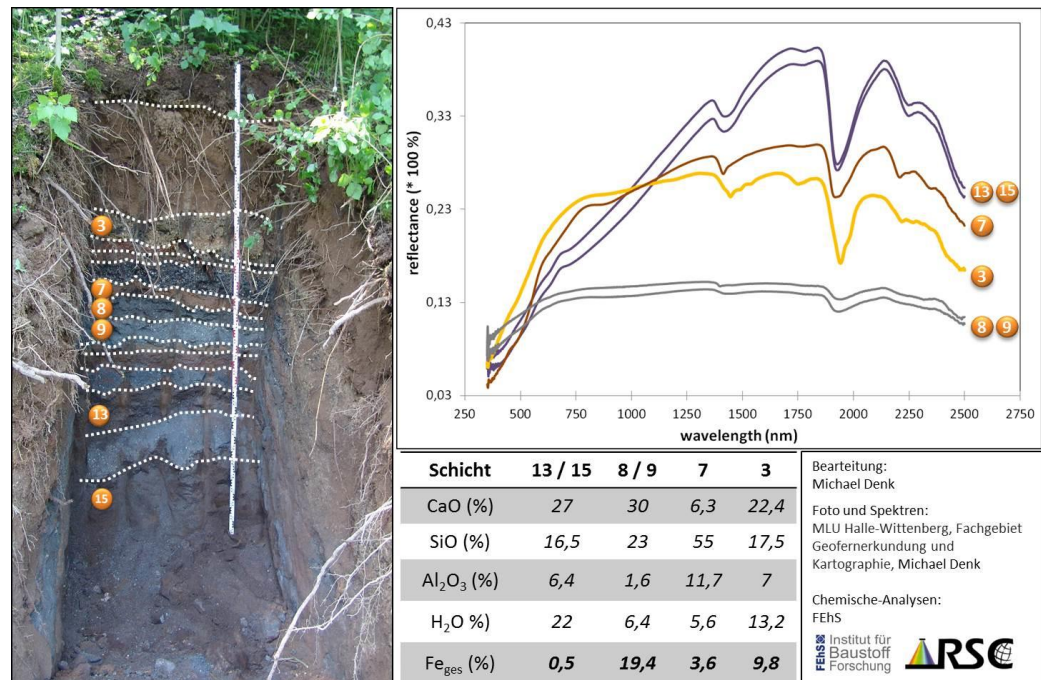 3
7
8
9
13
15
0,43
0,33
0,23
0,13
0,03
reflectance (* 100 %)
250 500 750 1000 1250 1500 1750 2000 2250 2500 2750
wavelength (nm)
13 15
7
3
8 9
Schicht 13 / 15 8 / 9 7 3
CaO (%) 27 30 6,3 22,4
SiO (%) 16,5 23 55 17,5
Al₂O₃ (%) 6,4 1,6 11,7 7
H₂O %) 22 6,4 5,6 13,2
Fe_ges (%) 0,5 19,4 3,6 9,8
Bearteitung:
Michael Denk
Foto und Spektren:
MLU Halle-Wittenberg, Fachgebiet
Geofernerkundung und
Kartographie, Michael Denk
Chemische-Analysen:
FEhS
FEhS
Institut für
Baustoff
Forschung
RSC